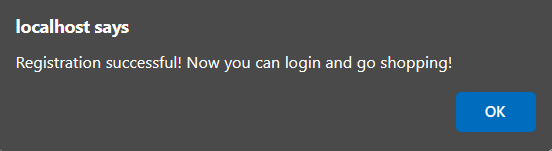 localhost says
Registration successful! Now you can login and go shopping!
OK